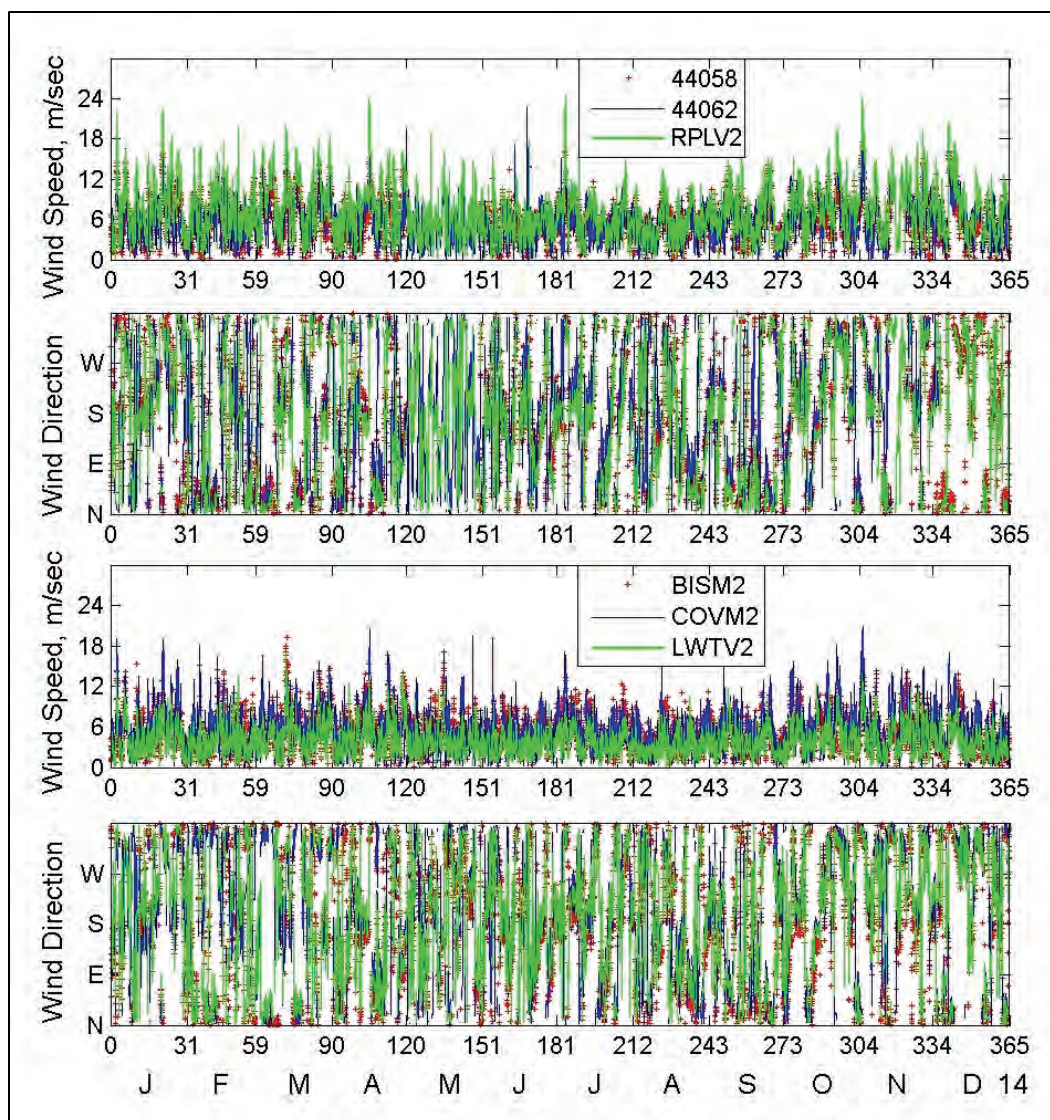 Wind Speed, m/sec
24
18
12
6
0
44058
44062
RPLV2
0 31 59 90 120 151 181 212 243 273 304 334 365
Wind Direction
W
S
E
N
0 31 59 90 120 151 181 212 243 273 304 334 365
Wind Speed, m/sec
24
18
12
6
0
BISM2
COVM2
LWTV2
0 31 59 90 120 151 181 212 243 273 304 334 365
Wind Direction
W
S
E
N
0 31 59 90 120 151 181 212 243 273 304 334 365
J F M A M J J A S O N D 14